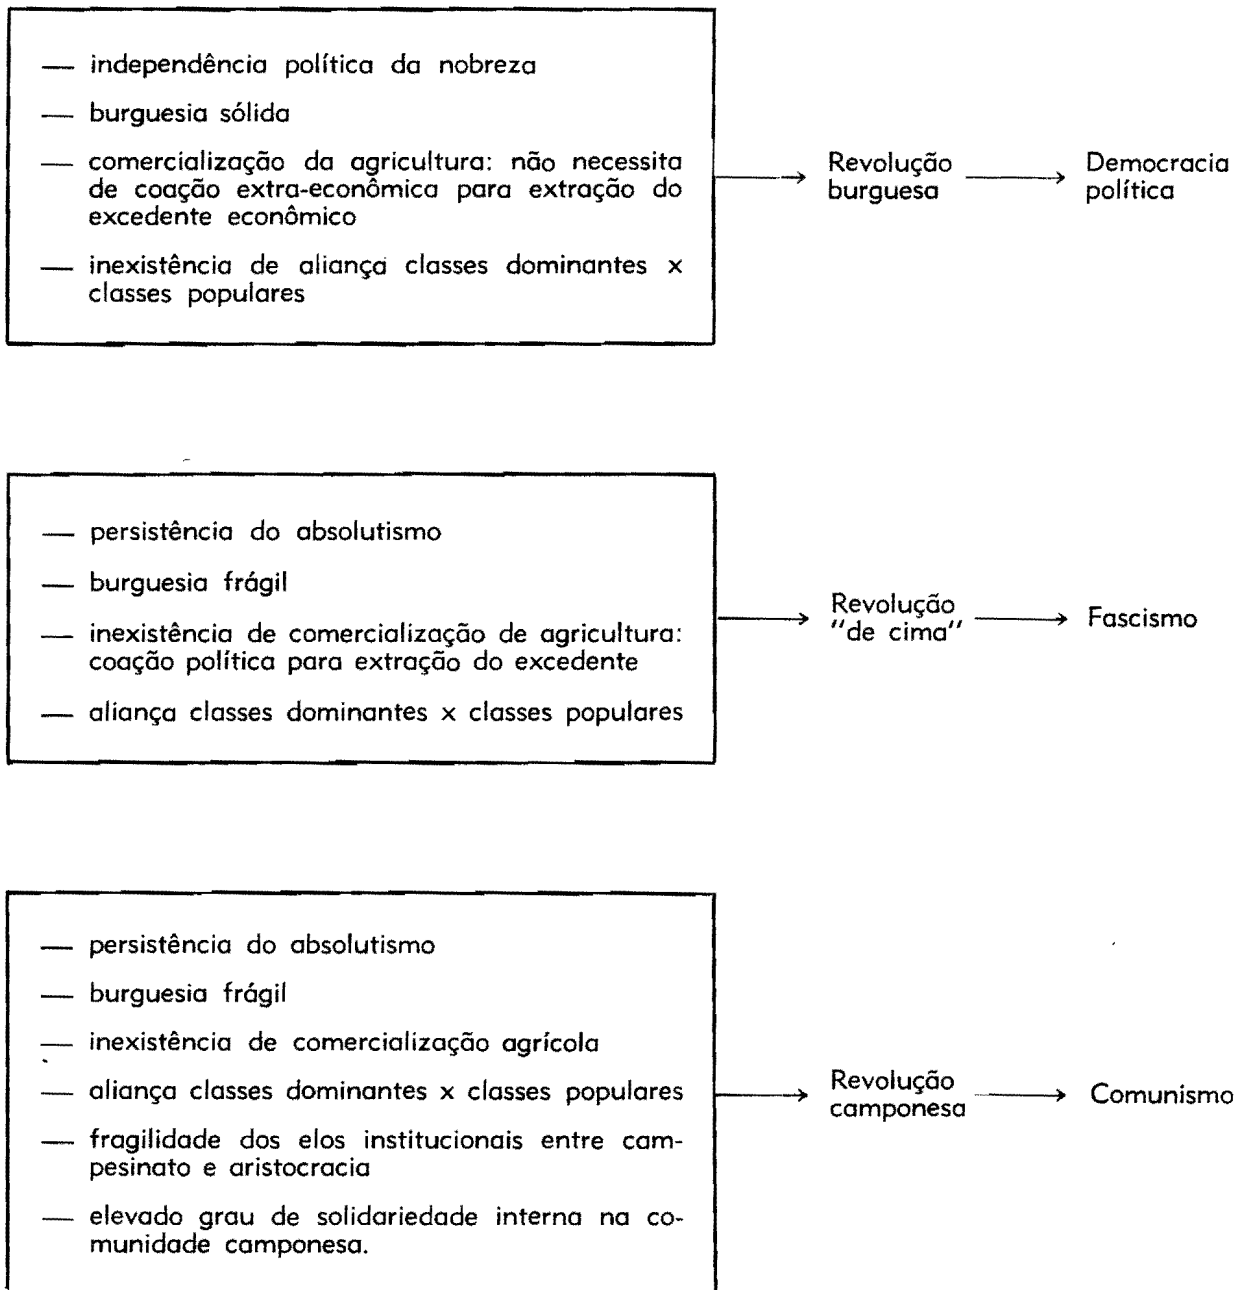 — independência política da nobreza
— burguesia sólida
— comercialização da agricultura: não necessita
de coação extra-econômica para extração do
excedente econômico
— inexistência de aliança classes dominantes x
classes populares
Revolução
burguesa
Democracia
política
— persistência do absolutismo
— burguesia frágil
— inexistência de comercialização de agricultura:
coação política para extração do excedente
— aliança classes dominantes x classes populares
Revolução
"de cima"
Fascismo
— persistência do absolutismo
— burguesia frágil
— inexistência de comercialização agrícola
— aliança classes dominantes x classes populares
— fragilidade dos elos institucionais entre cam-
pesinato e aristocracia
— elevado grau de solidariedade interna na co-
munidade camponesa.
Revolução
camponesa
Comunismo